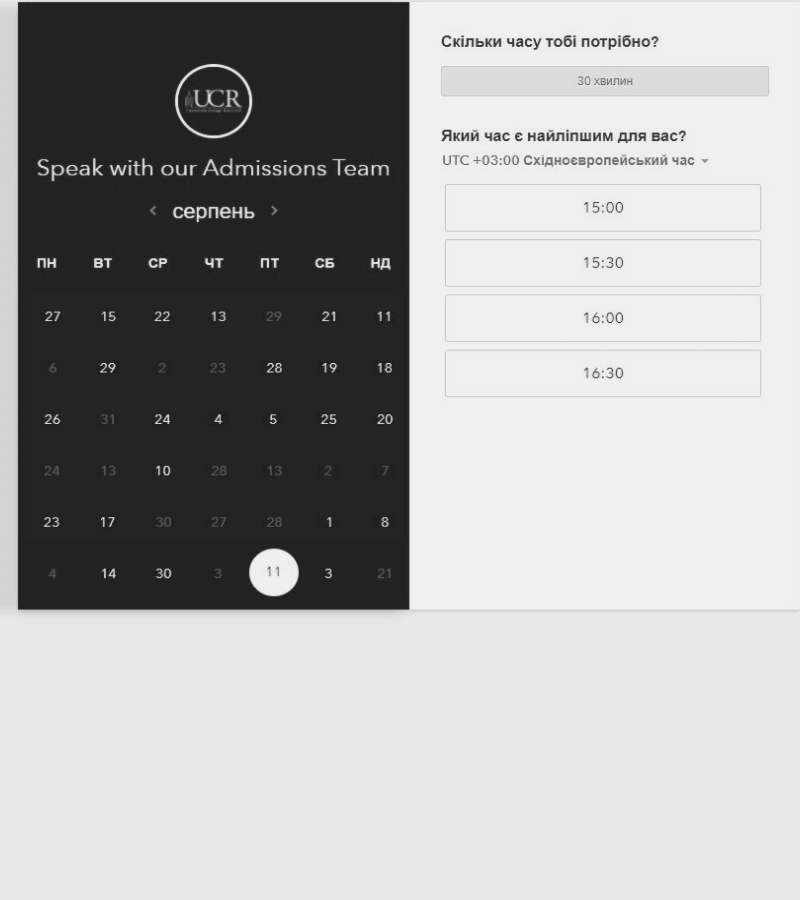 UCR
Speak with our Admissions Team
серпень
ПН ВТ СР ЧТ ПТ СБ НД
27 15 22 13 29 21 11
6 29 2 23 28 19 18
26 31 24 4 5 25 20
24 13 10 28 13 2 7
23 17 30 27 28 1 8
4 14 30 3 11 3 21
Скільки часу тобі потрібно?
30 хвилин
Який час є найліпшим для вас?
UTC +03:00 Східноєвропейський час
15:00
15:30
16:00
16:30